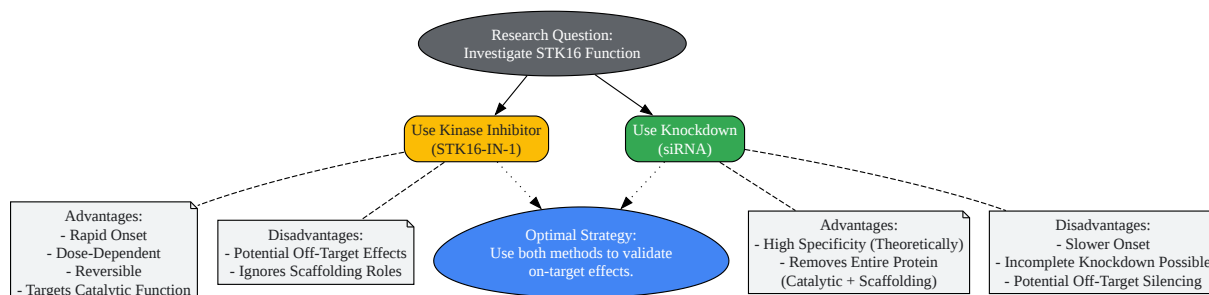 Research Question:
Investigate STK16 Function
Use Kinase Inhibitor
(STK16-IN-1)
Use Knockdown
(siRNA)
Advantages:
- Rapid Onset
- Dose-Dependent
- Reversible
- Targets Catalytic Function
Disadvantages:
- Potential Off-Target Effects
- Ignores Scaffolding Roles
Optimal Strategy:
Use both methods to validate
on-target effects.
Advantages:
- High Specificity (Theoretically)
- Removes Entire Protein
(Catalytic + Scaffolding)
Disadvantages:
- Slower Onset
- Incomplete Knockdown Possible
- Potential Off-Target Silencing